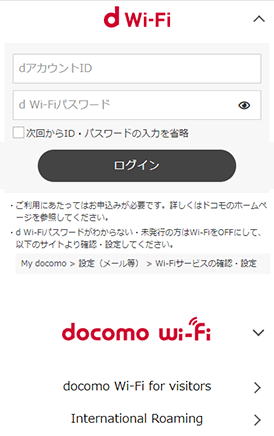 d Wi-Fi
dアカウントID
d Wi-Fiパスワード
次回からID・パスワードの入力を省略
ログイン
・ご利用にあたってはお申込みが必要です。詳しくはドコモのホームペ
ージを参照してください。
・d Wi-Fiパスワードがわからない・未発行の方はWi-FiをOFFにして、
以下のサイトより確認・設定してください。
My docomo > 設定（メール等） > Wi-Fiサービスの確認・設定
docomo Wi-Fi
docomo Wi-Fi for visitors
International Roaming